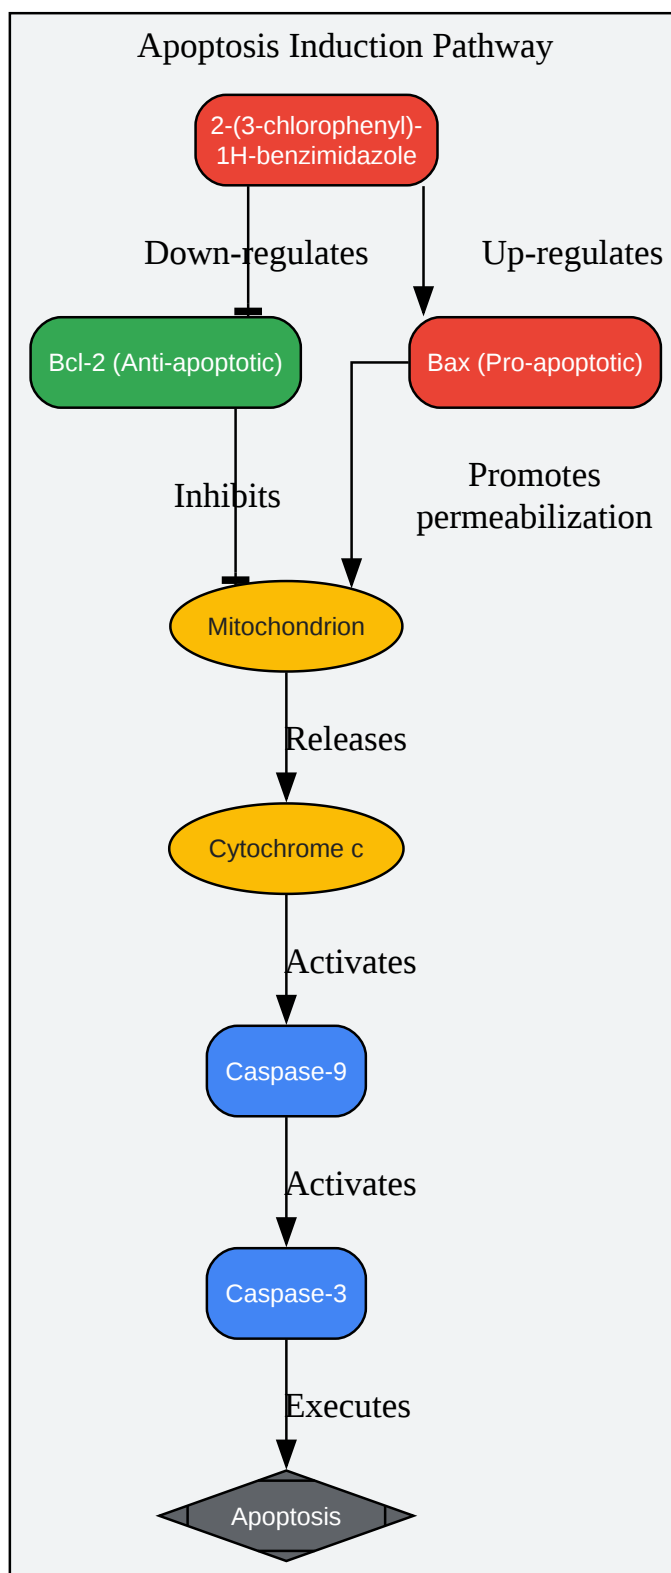 Apoptosis Induction Pathway
2-(3-chlorophenyl)-
1H-benzimidazole
Down-regulates
Up-regulates
Bcl-2 (Anti-apoptotic)
Bax (Pro-apoptotic)
Inhibits
Promotes
permeabilization
Mitochondrion
Releases
Cytochrome c
Activates
Caspase-9
Activates
Caspase-3
Executes
Apoptosis